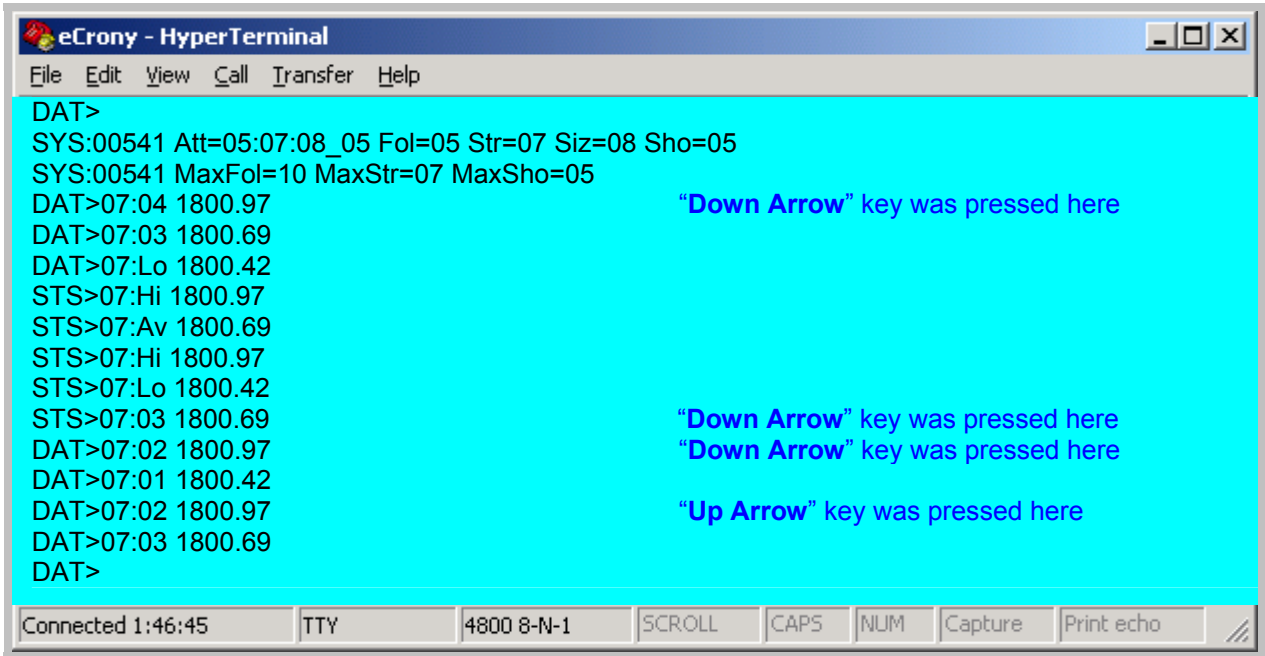 eCrony - HyperTerminal
File Edit View Call Transfer Help
DAT>
SYS:00541 Att=05:07:08_05 Fol=05 Str=07 Siz=08 Sho=05
SYS:00541 MaxFol=10 MaxStr=07 MaxSho=05
DAT>07:04 1800.97 “Down Arrow” key was pressed here
DAT>07:03 1800.69
DAT>07:Lo 1800.42
STS>07:Hi 1800.97
STS>07:Av 1800.69
STS>07:Hi 1800.97
STS>07:Lo 1800.42
STS>07:03 1800.69 “Down Arrow” key was pressed here
DAT>07:02 1800.97 “Down Arrow” key was pressed here
DAT>07:01 1800.42
DAT>07:02 1800.97 “Up Arrow” key was pressed here
DAT>07:03 1800.69
DAT>
Connected 1:46:45 TTY 4800 8-N-1 SCROLL CAPS NUM Capture Print echo